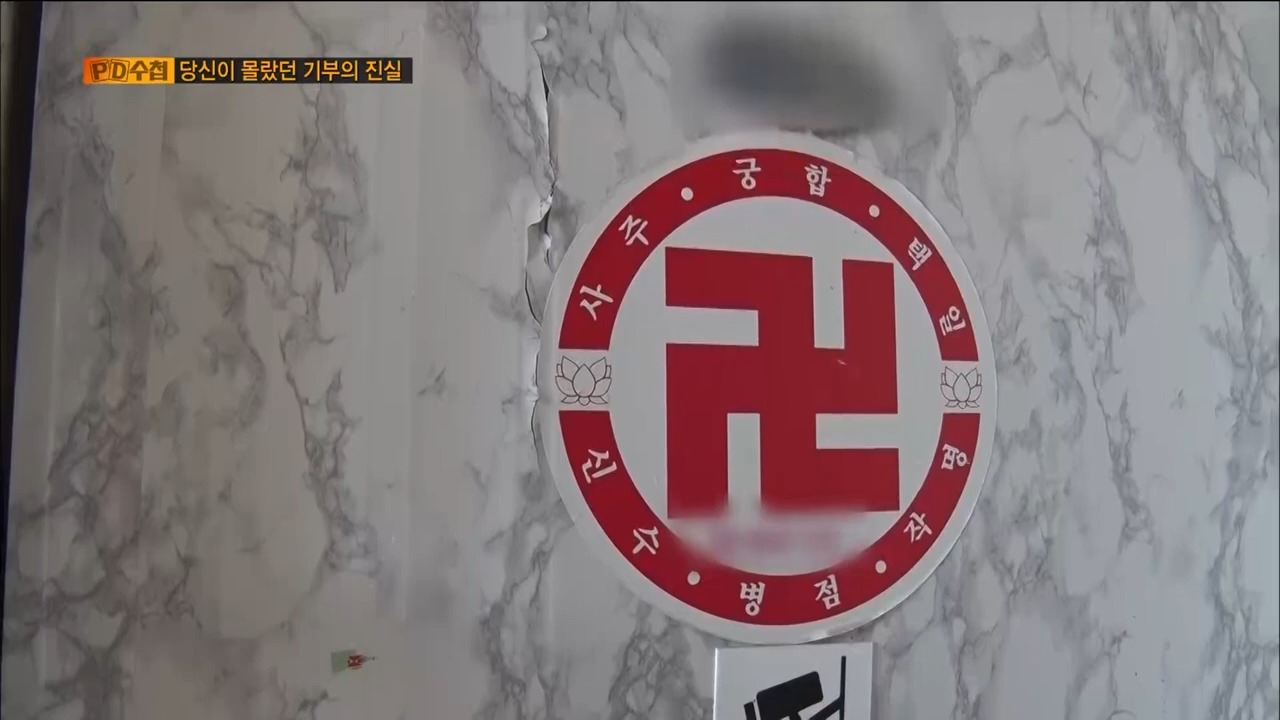 PD수첩 당신이 몰랐던 기부의 진실
사주 • 궁합 • 택일
신수 • 병점 • 작명